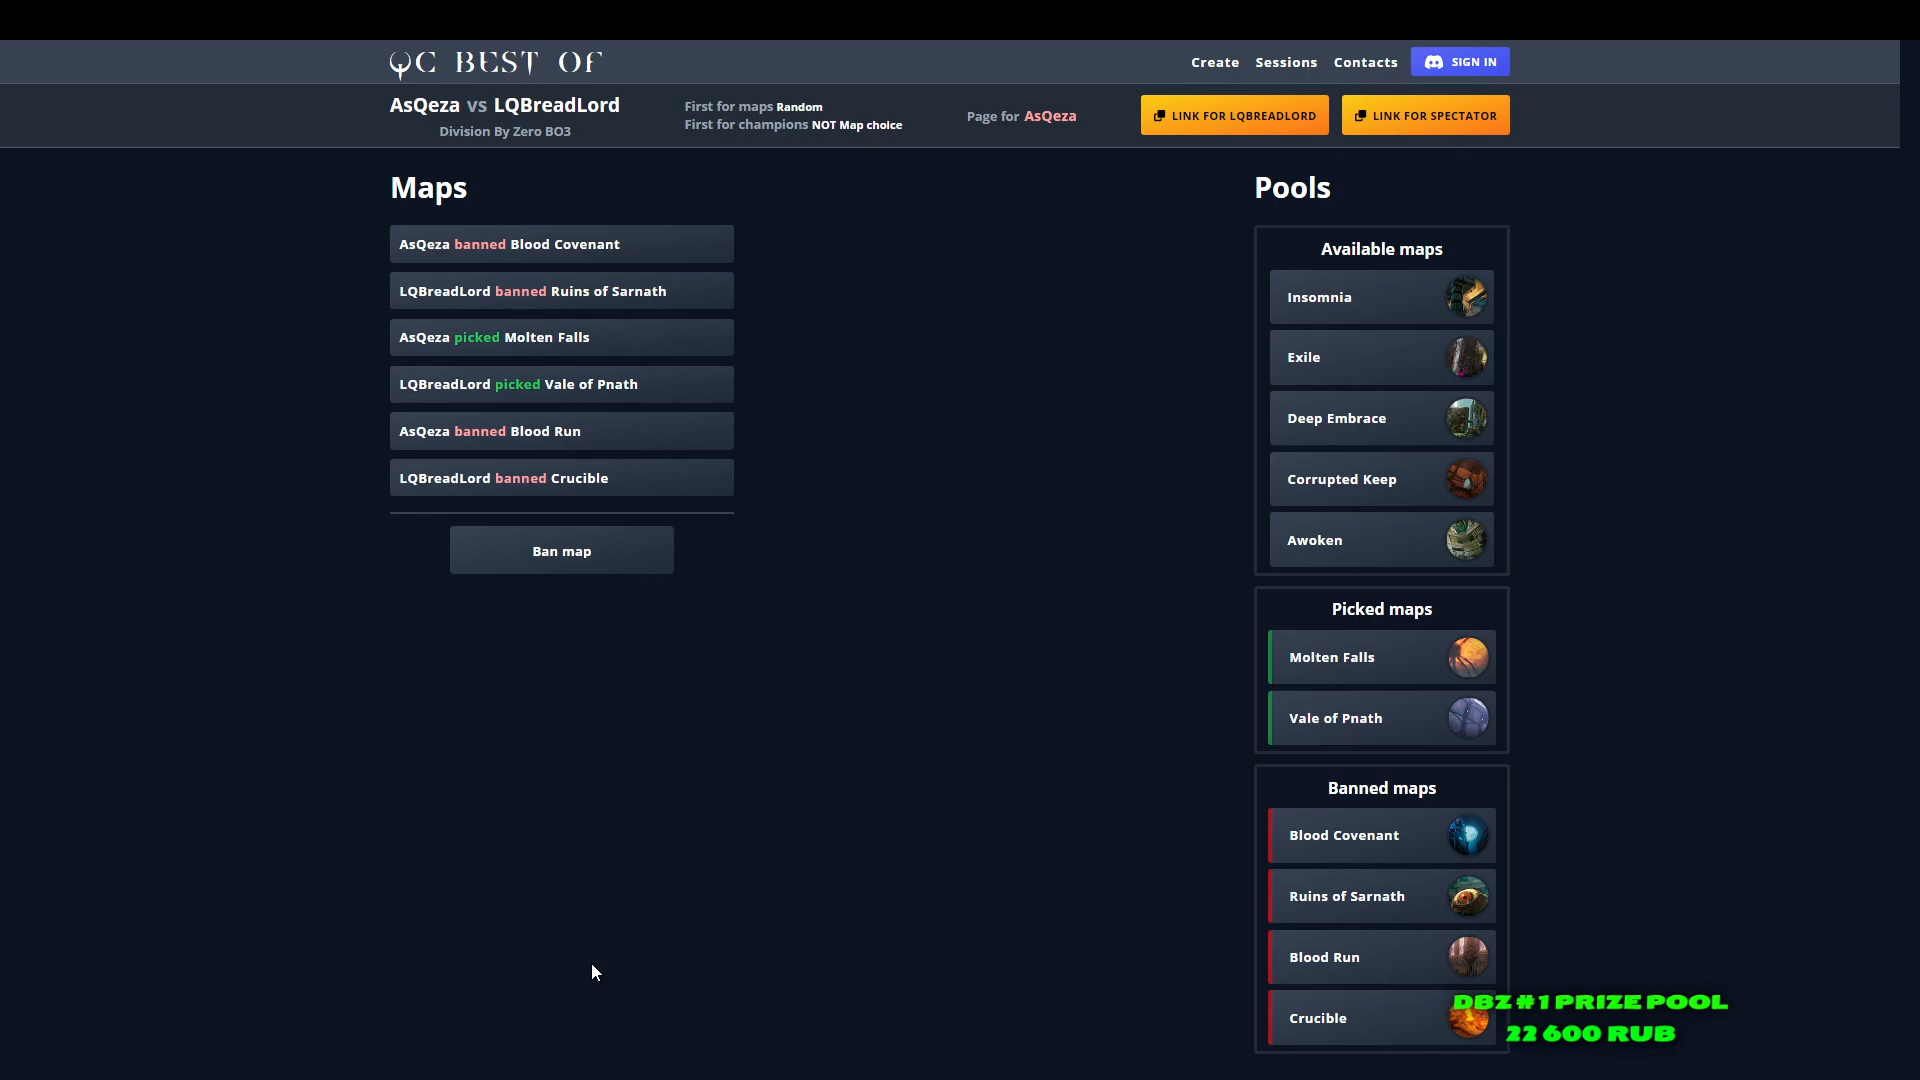 QC BEST OF
Create
Sessions
Contacts
SIGN IN
AsQeza vs LQBreadLord
Division By Zero BO3
First for maps Random
First for champions NOT Map choice
Page for AsQeza
LINK FOR LQBREADLORD
LINK FOR SPECTATOR
Maps
AsQeza banned Blood Covenant
LQBreadLord banned Ruins of Sarnath
AsQeza picked Molten Falls
LQBreadLord picked Vale of Pnath
AsQeza banned Blood Run
LQBreadLord banned Crucible
Ban map
Pools
Available maps
Insomnia
Exile
Deep Embrace
Corrupted Keep
Awoken
Picked maps
Molten Falls
Vale of Pnath
Banned maps
Blood Covenant
Ruins of Sarnath
Blood Run
Crucible
DBZ #1 PRIZE POOL
22 600 RUB